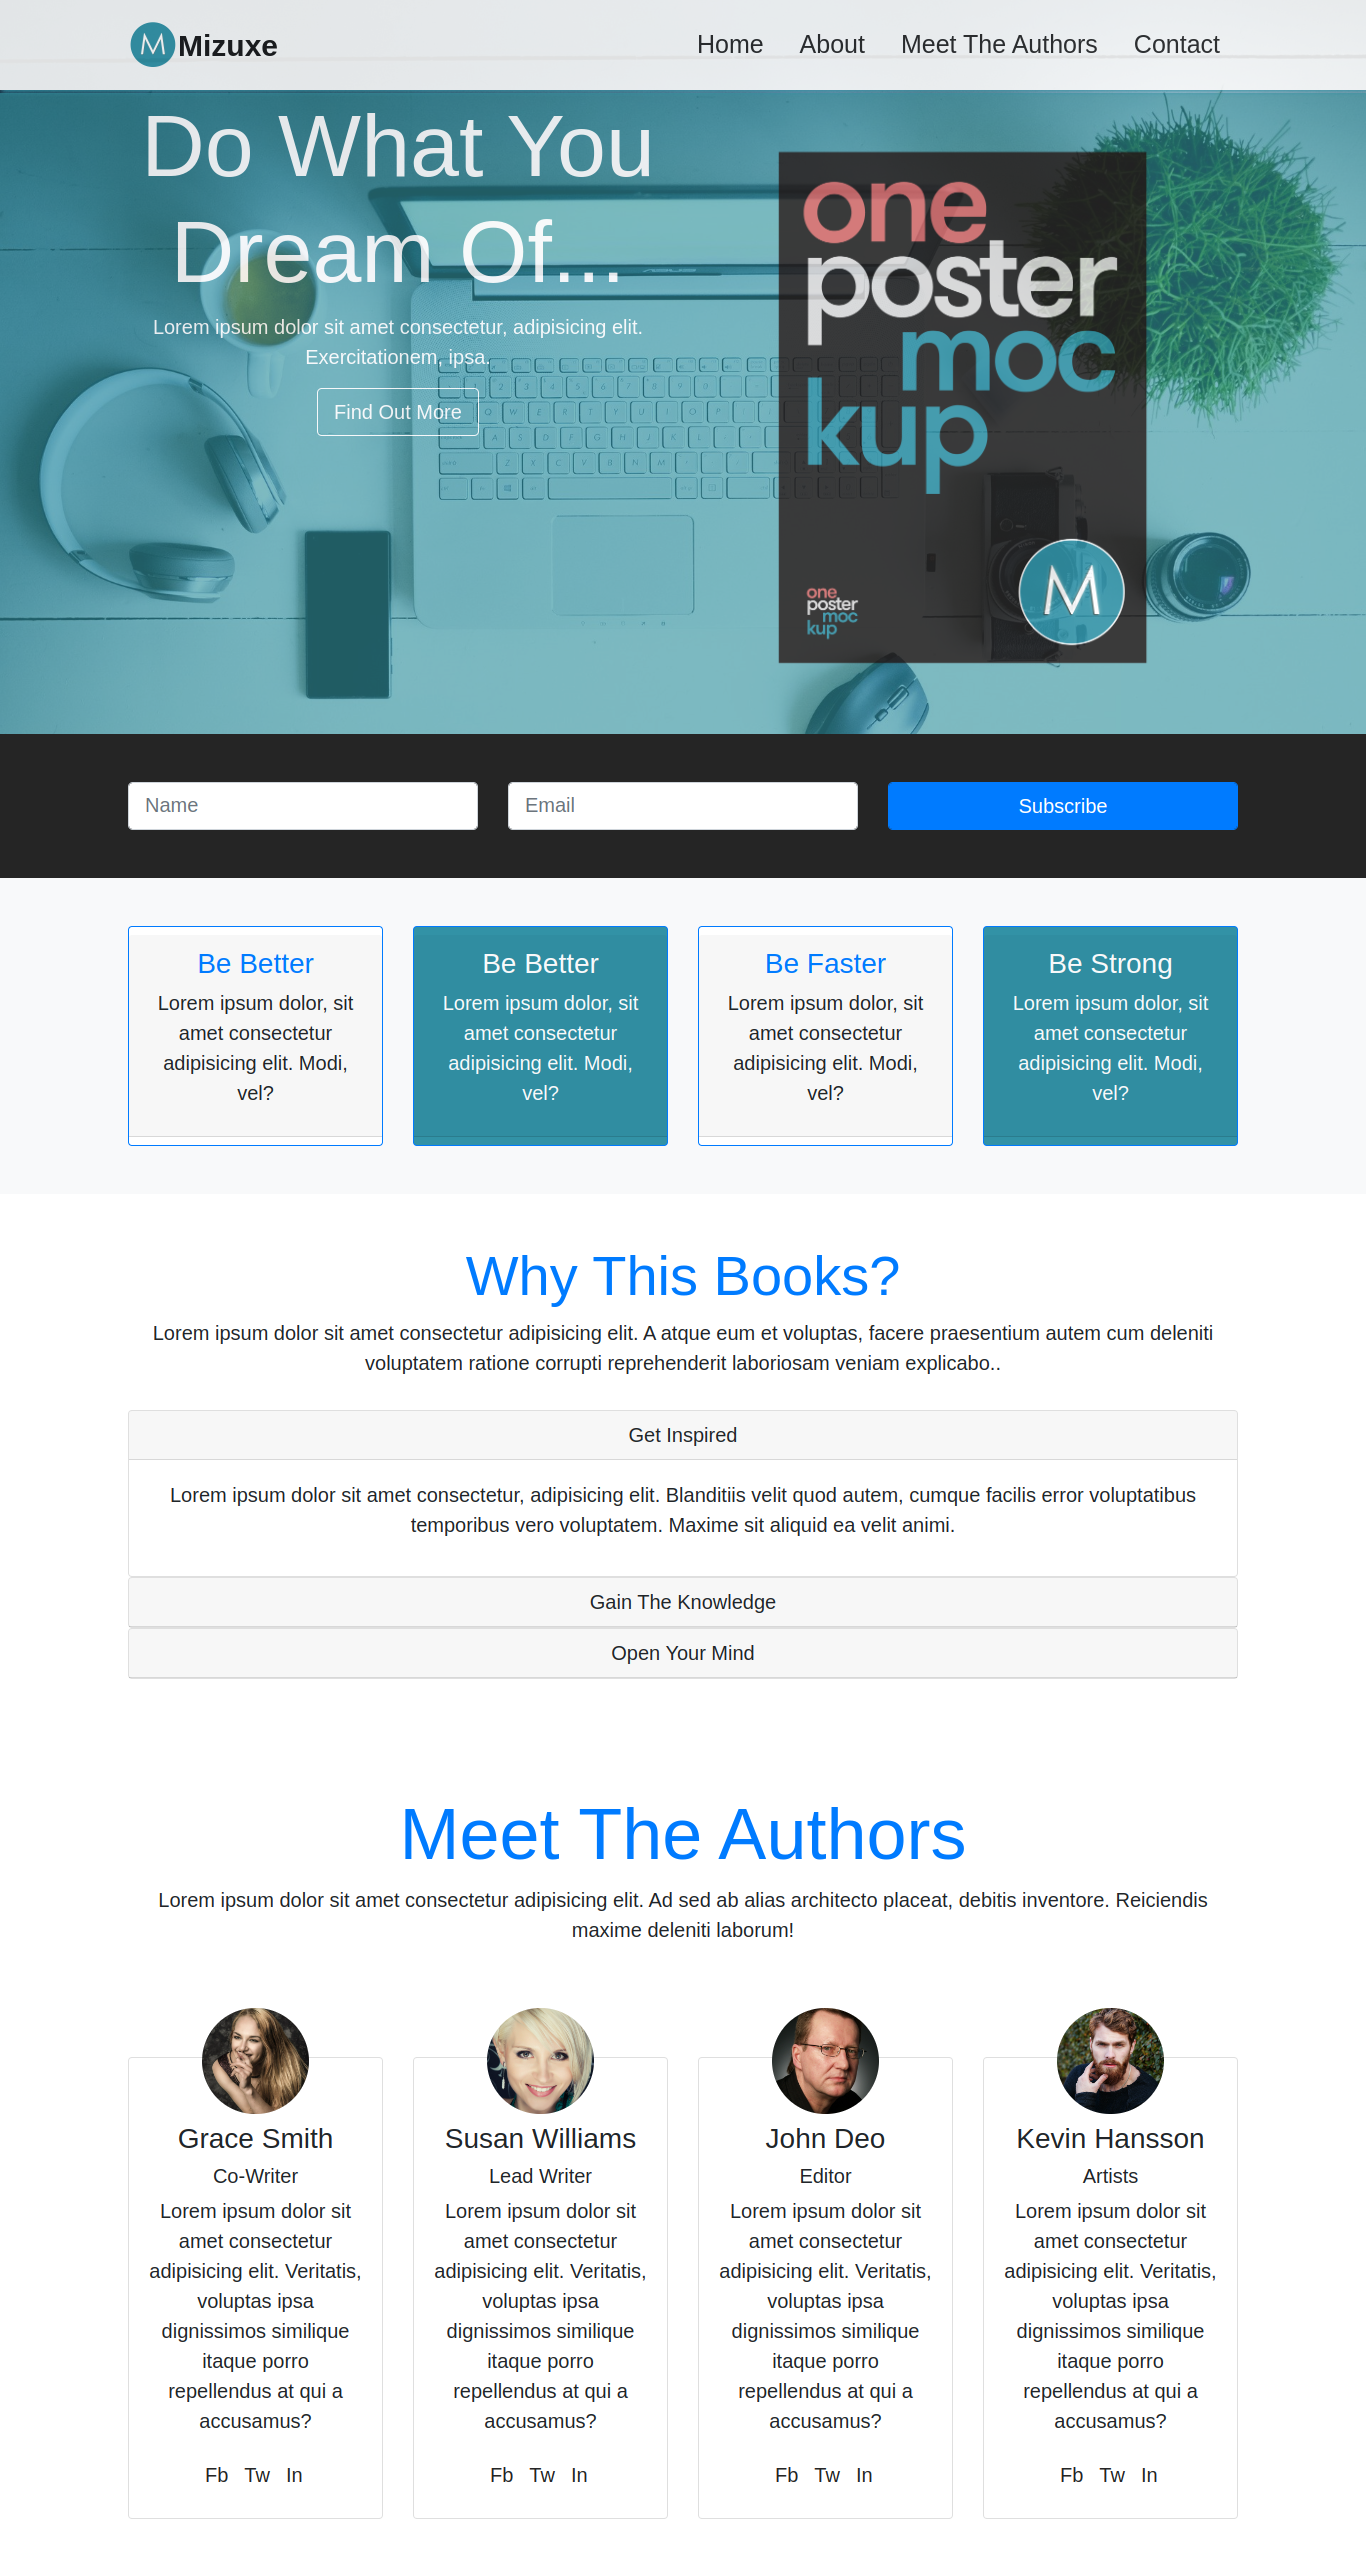 Mizuxe
Home About Meet The Authors Contact
Do What You
Dream Of...
Lorem ipsum dolor sit amet consectetur, adipisicing elit.
Exercitationem, ipsa.
Find Out More
one
poster
moc
kup
one
poster
moc
kup
M
Name Email Subscribe
Be Better
Lorem ipsum dolor, sit
amet consectetur
adipisicing elit. Modi,
vel?
Be Better
Lorem ipsum dolor, sit
amet consectetur
adipisicing elit. Modi,
vel?
Be Faster
Lorem ipsum dolor, sit
amet consectetur
adipisicing elit. Modi,
vel?
Be Strong
Lorem ipsum dolor, sit
amet consectetur
adipisicing elit. Modi,
vel?
Why This Books?
Lorem ipsum dolor sit amet consectetur adipisicing elit. A atque eum et voluptas, facere praesentium autem cum deleniti
voluptatem ratione corrupti reprehenderit laboriosam veniam explicabo..
Get Inspired
Lorem ipsum dolor sit amet consectetur, adipisicing elit. Blanditiis velit quod autem, cumque facilis error voluptatibus
temporibus vero voluptatem. Maxime sit aliquid ea velit animi.
Gain The Knowledge
Open Your Mind
Meet The Authors
Lorem ipsum dolor sit amet consectetur adipisicing elit. Ad sed ab alias architecto placeat, debitis inventore. Reiciendis
maxime deleniti laborum!
Grace Smith
Co-Writer
Lorem ipsum dolor sit
amet consectetur
adipisicing elit. Veritatis,
voluptas ipsa
dignissimos similique
itaque porro
repellendus at qui a
accusamus?
Fb Tw In
Susan Williams
Lead Writer
Lorem ipsum dolor sit
amet consectetur
adipisicing elit. Veritatis,
voluptas ipsa
dignissimos similique
itaque porro
repellendus at qui a
accusamus?
Fb Tw In
John Deo
Editor
Lorem ipsum dolor sit
amet consectetur
adipisicing elit. Veritatis,
voluptas ipsa
dignissimos similique
itaque porro
repellendus at qui a
accusamus?
Fb Tw In
Kevin Hansson
Artists
Lorem ipsum dolor sit
amet consectetur
adipisicing elit. Veritatis,
voluptas ipsa
dignissimos similique
itaque porro
repellendus at qui a
accusamus?
Fb Tw In